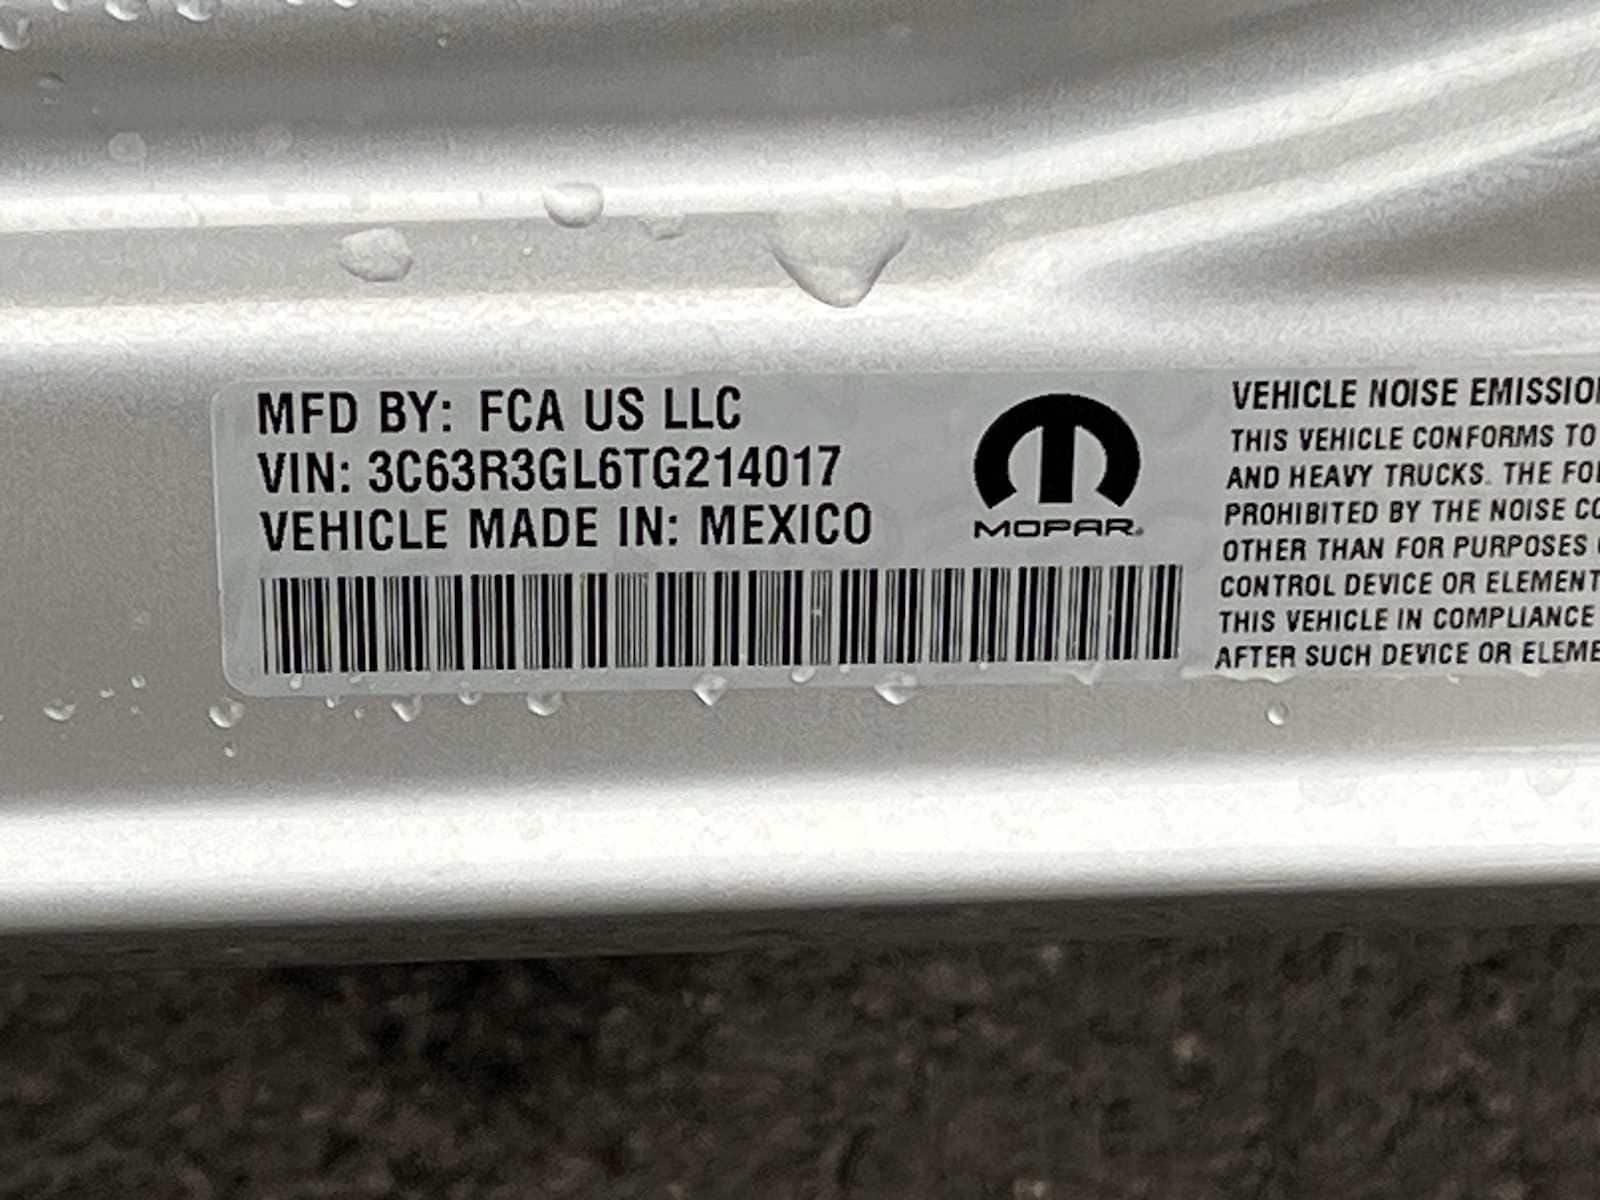 MFD BY: FCA US LLC
VIN: 3C63R3GL6TG214017
VEHICLE MADE IN: MEXICO
MOPAR
VEHICLE NOISE EMISSION
THIS VEHICLE CONFORMS TO
AND HEAVY TRUCKS. THE
PROHIBITED BY THE NOISE
OTHER THAN FOR PURPOSES
CONTROL DEVICE OR ELEMENT
THIS VEHICLE IN COMPLIANCE
AFTER SUCH DEVICE OR